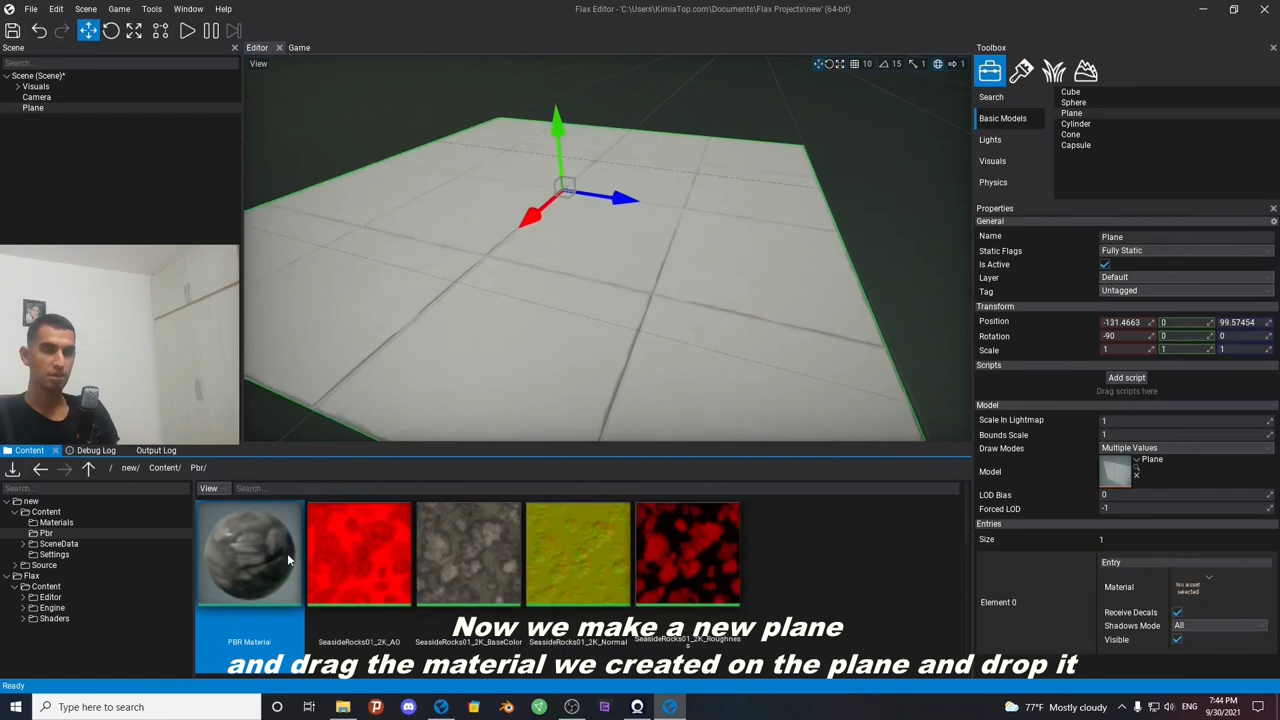 File Edit Scene Game Tools Window Help
Flax Editor - 'C:\Users\KimiaTop.com\Documents\Flax Projects\new' (64-bit)
Scene
Search...
Scene (Scene)*
Visuals
Camera
Plane
Editor
Game
View
10
15
1
1
Toolbox
Search
Basic Models
Lights
Visuals
Physics
Cube
Sphere
Plane
Cylinder
Cone
Capsule
Properties
General
Name Plane
Static Flags Fully Static
Is Active
Layer Default
Tag Untagged
Transform
Position -131.4663 0 99.57454
Rotation -90 0 0
Scale 1 1 1
Scripts
Add script
Drag scripts here
Model
Scale In Lightmap 1
Bounds Scale 1
Draw Modes Multiple Values
Model Plane
LOD Bias 0
Forced LOD -1
Entries
Size 1
Element 0
Entry
Material No asset selected
Receive Decals
Shadows Mode All
Visible
Content Debug Log Output Log
/ new/ Content/ Pbr/
Search...
new
Content
Materials
Pbr
SceneData
Settings
Source
Flax
Content
Editor
Engine
Shaders
View Search...
PBR Material
SeasideRocks01_2K_AO
SeasideRocks01_2K_BaseColor
SeasideRocks01_2K_Normal
SeasideRocks01_2K_Roughness
Now we make a new plane
and drag the material we created on the plane and drop it
Ready
Type here to search
77°F Mostly cloudy
7:44 PM
9/30/2021